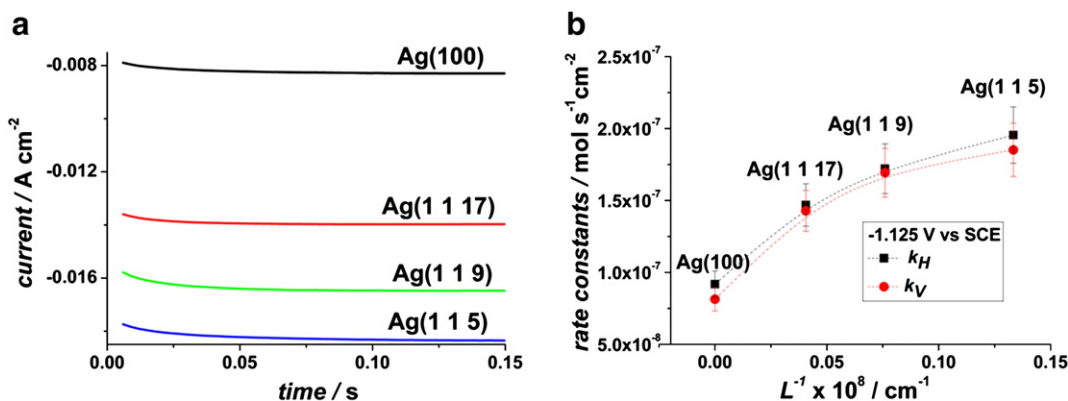 a
-0.008
-0.012
-0.016
current / A cm⁻²
Ag(100)
Ag(1 1 17)
Ag(1 1 9)
Ag(1 1 5)
0.00
0.05
0.10
0.15
time / s
b
2.5x10⁻⁷
2.0x10⁻⁷
1.5x10⁻⁷
1.0x10⁻⁷
5.0x10⁻⁸
rate constants / mol s⁻¹cm⁻²
Ag(1 1 5)
Ag(1 1 9)
Ag(1 1 17)
Ag(100)
-1.125 V vs SCE
k_H
k_V
0.00
0.05
0.10
0.15
L⁻¹ x 10⁸ / cm⁻¹